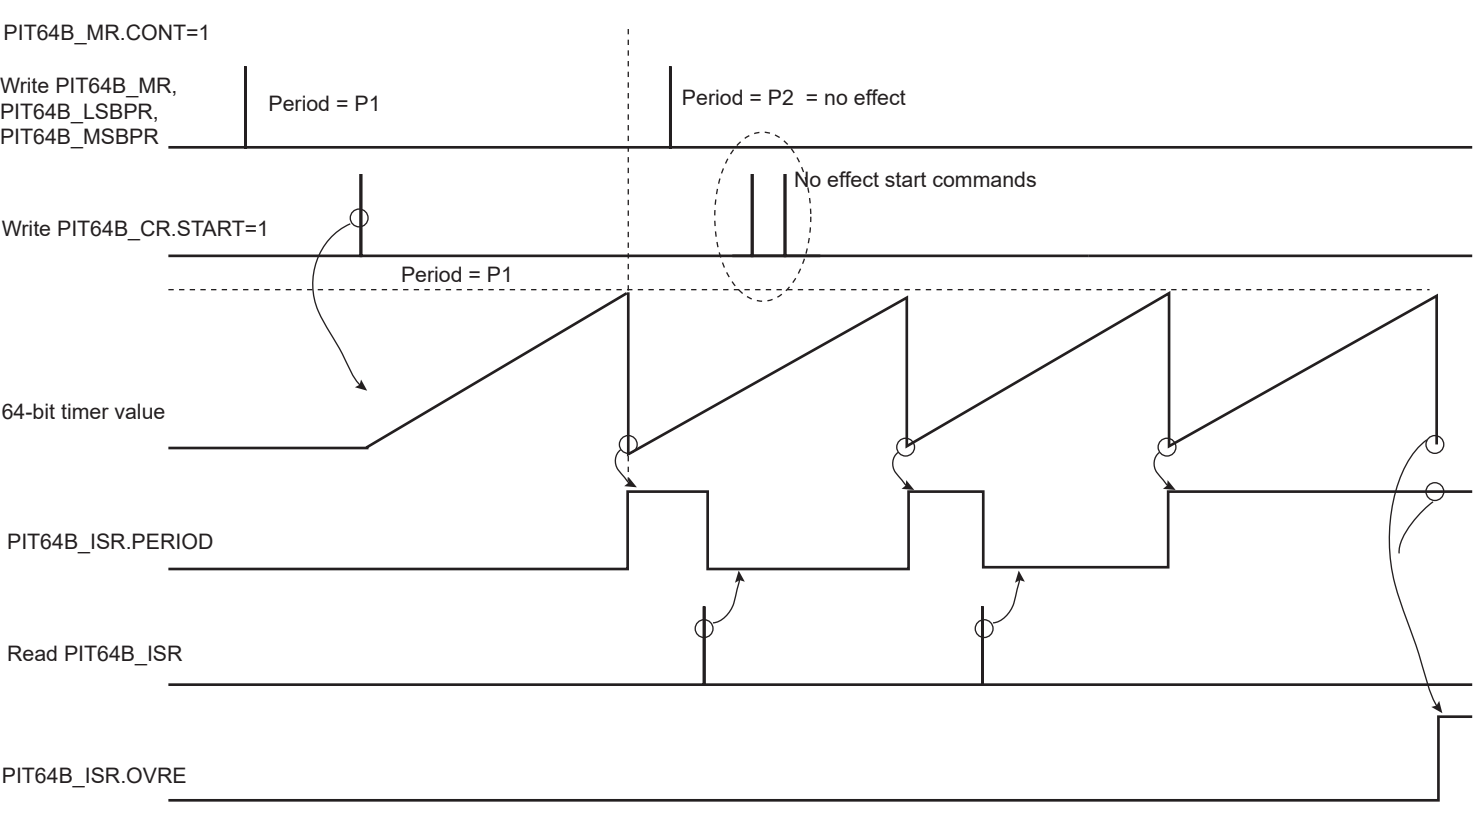 PIT64B_MR.CONT=1
Write PIT64B_MR,
PIT64B_LSBPR,
PIT64B_MSBPR
Period = P1
Period = P2  = no effect
No effect start commands
Write PIT64B_CR.START=1
Period = P1
64-bit timer value
PIT64B_ISR.PERIOD
Read PIT64B_ISR
PIT64B_ISR.OVRE